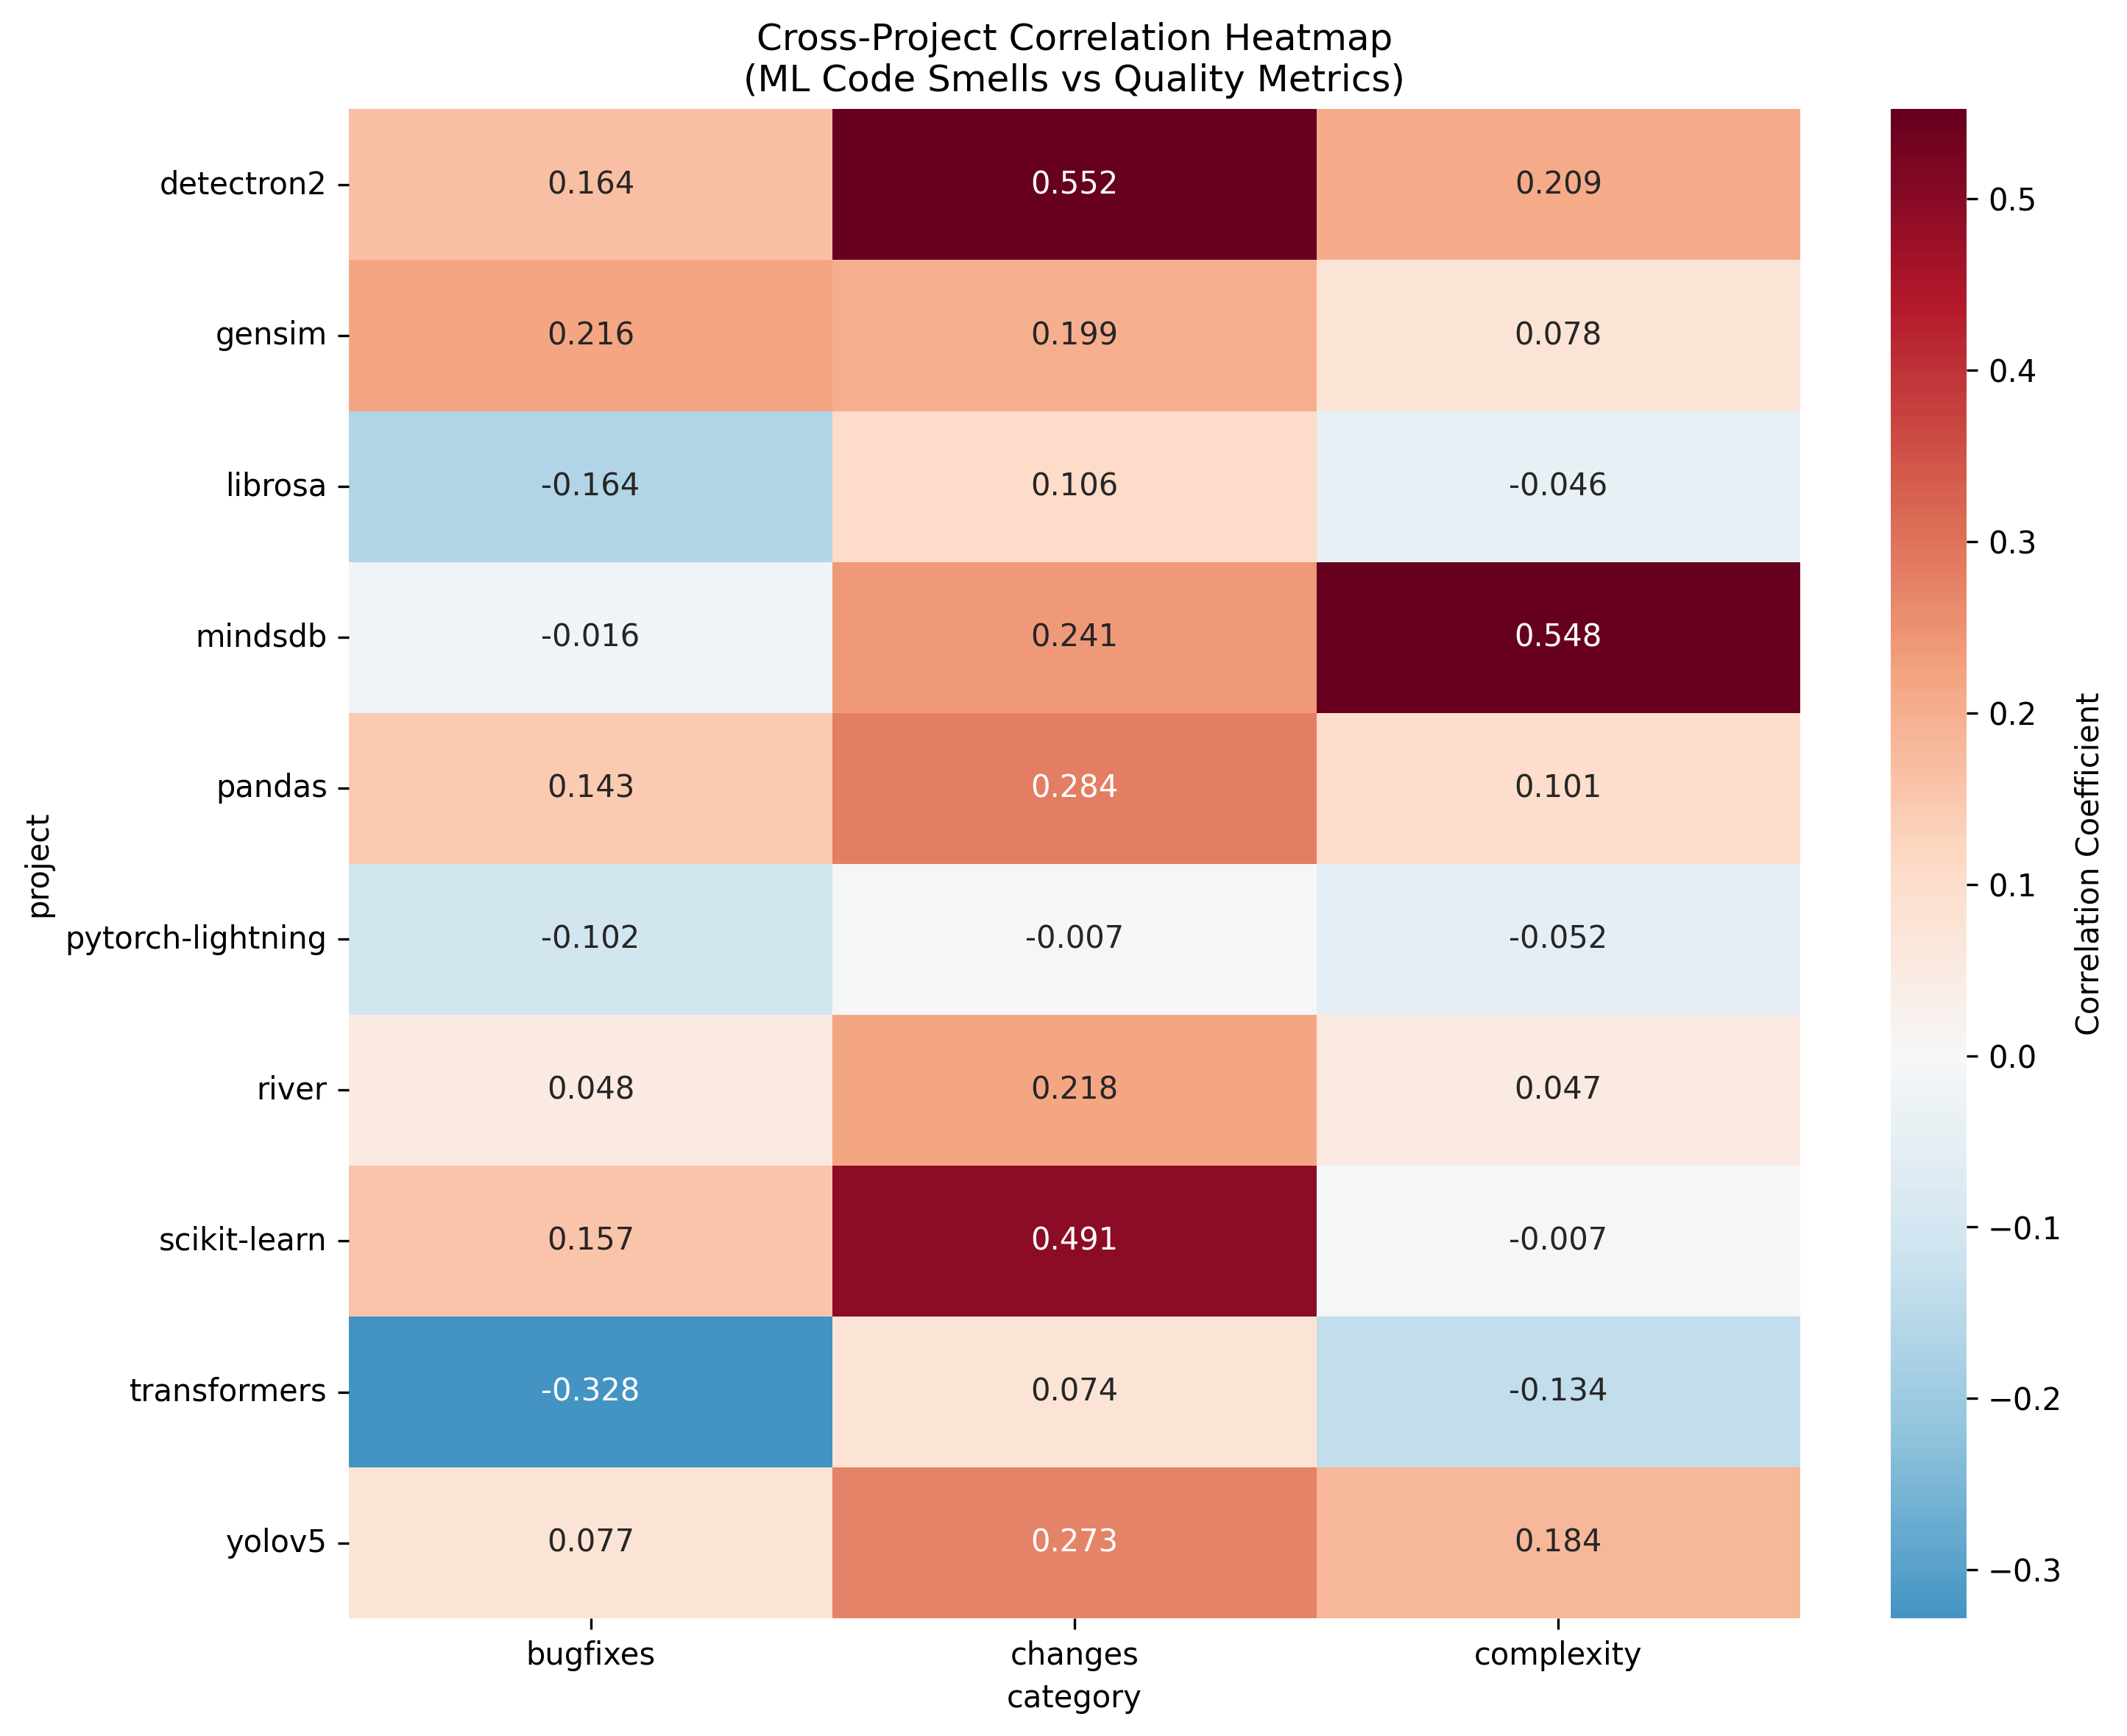 Cross-Project Correlation Heatmap
(ML Code Smells vs Quality Metrics)
project
detectron2 0.164 0.552 0.209
gensim 0.216 0.199 0.078
librosa -0.164 0.106 -0.046
mindsdb -0.016 0.241 0.548
pandas 0.143 0.284 0.101
pytorch-lightning -0.102 -0.007 -0.052
river 0.048 0.218 0.047
scikit-learn 0.157 0.491 -0.007
transformers -0.328 0.074 -0.134
yolov5 0.077 0.273 0.184
bugfixes changes complexity
category
0.5
0.4
0.3
0.2
0.1
0.0
−0.1
−0.2
−0.3
Correlation Coefficient